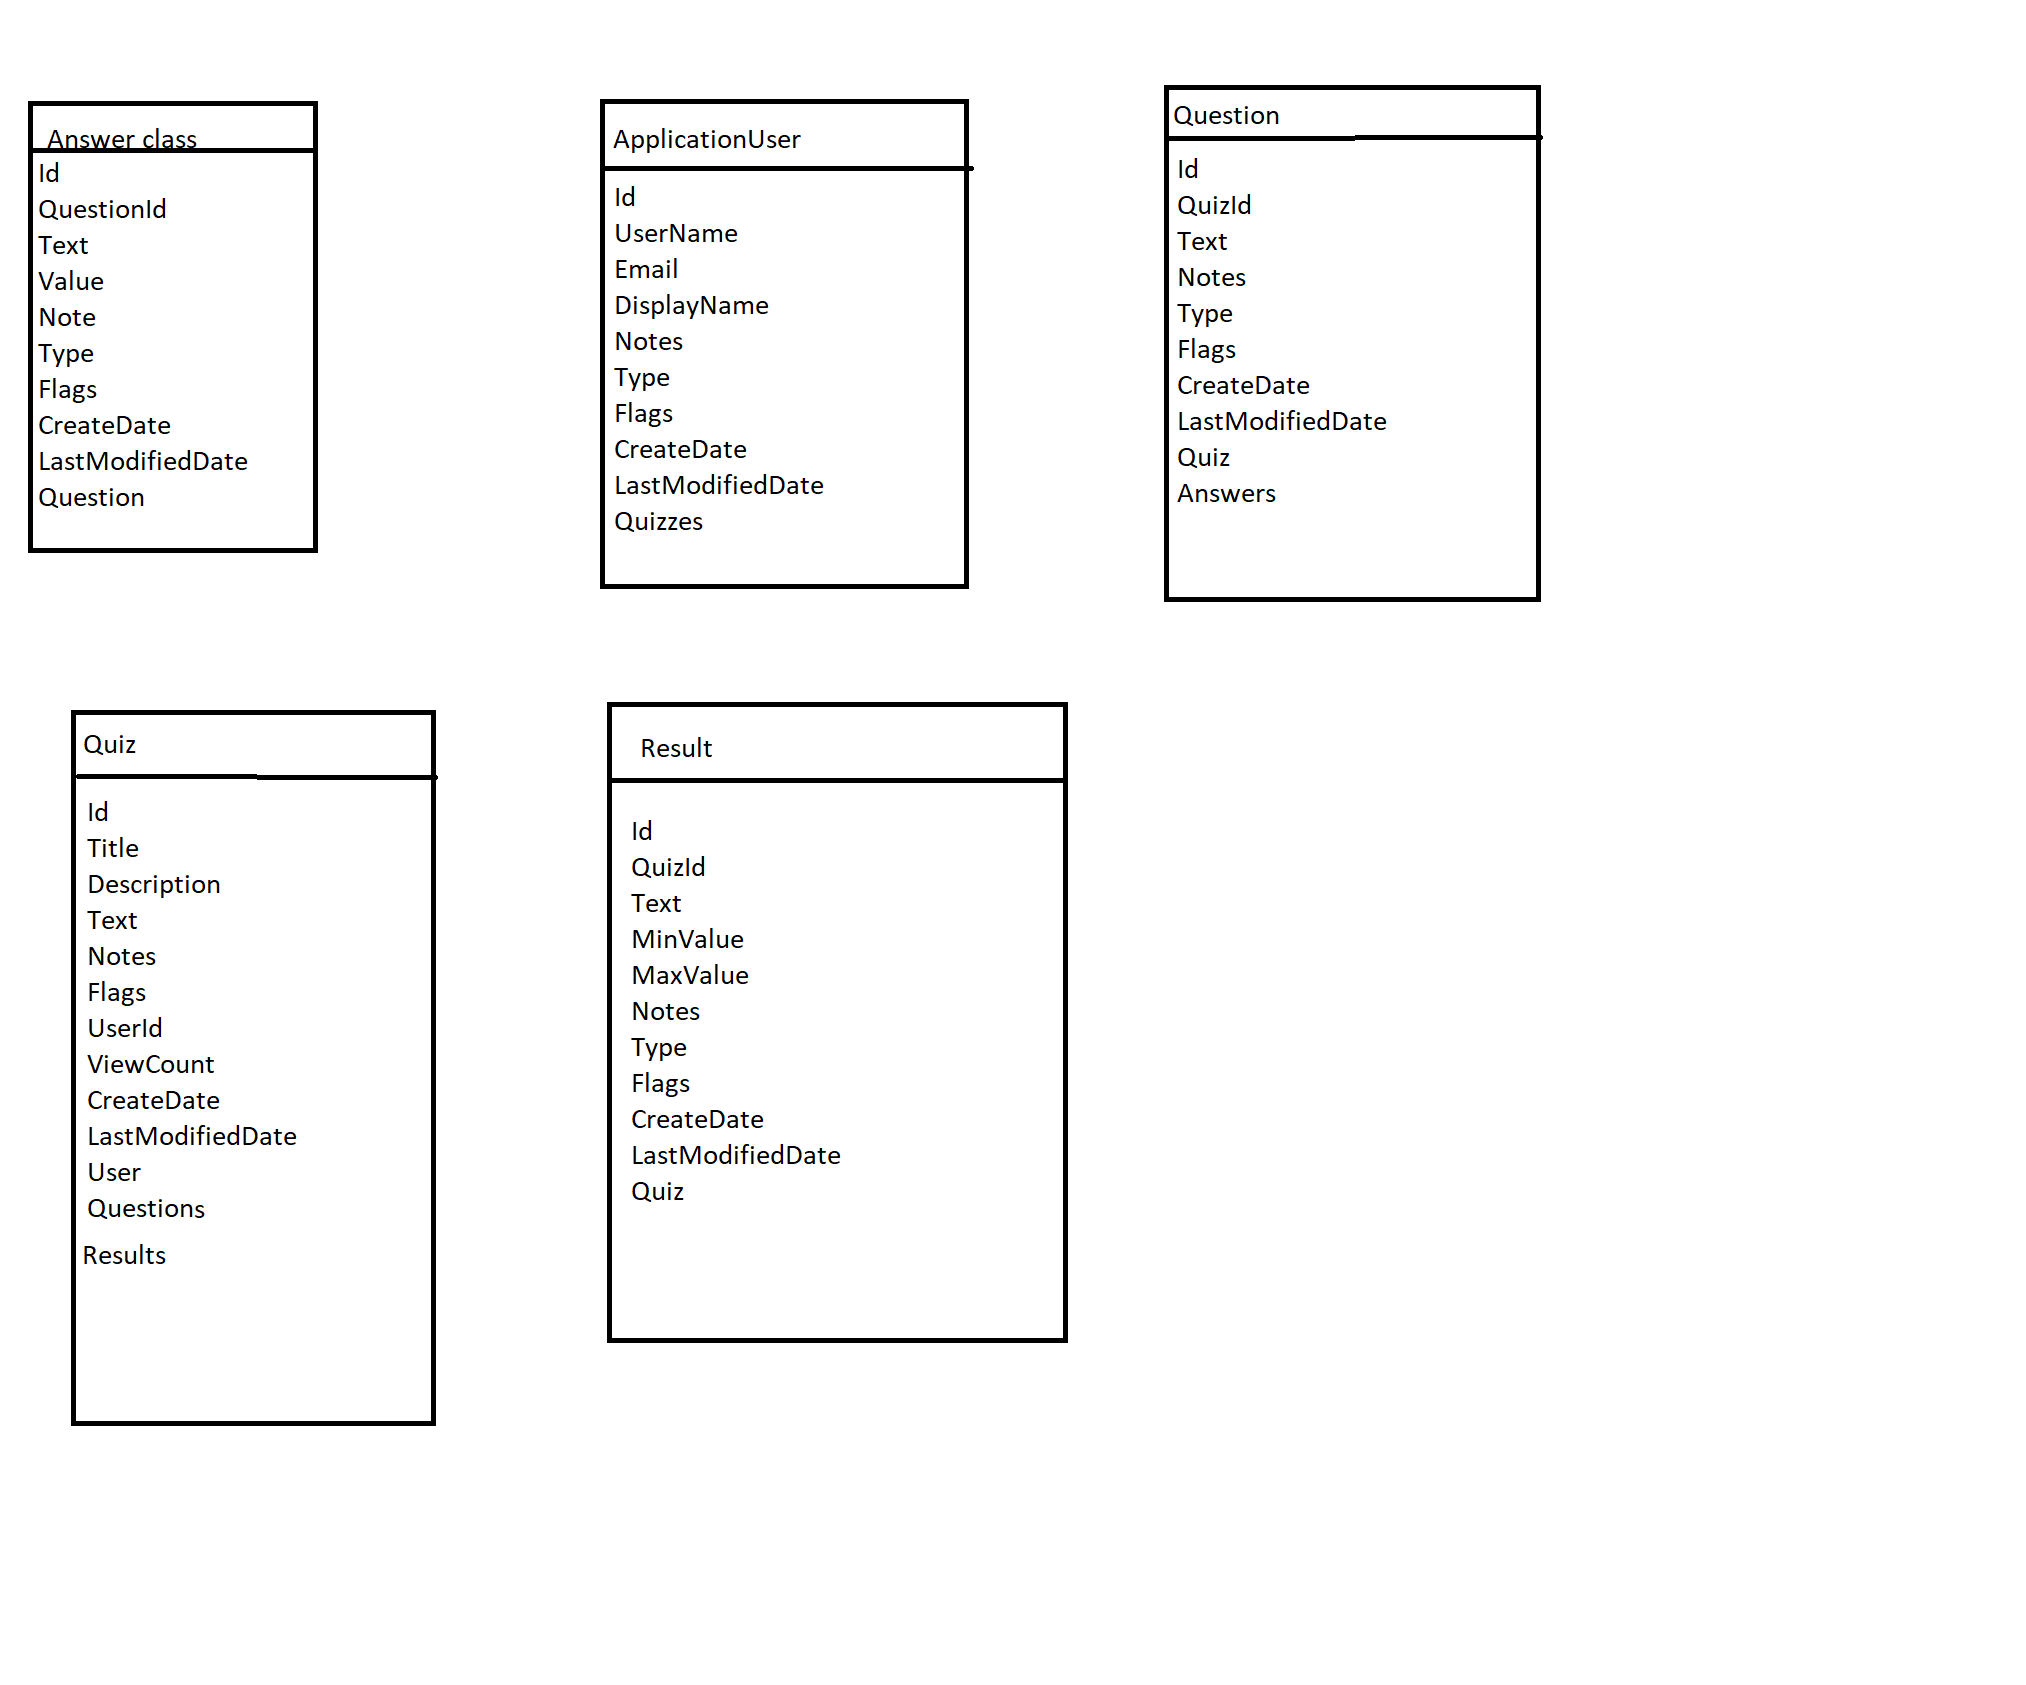 Answer class
Id
QuestionId
Text
Value
Note
Type
Flags
CreateDate
LastModifiedDate
Question
ApplicationUser
Id
UserName
Email
DisplayName
Notes
Type
Flags
CreateDate
LastModifiedDate
Quizzes
Question
Id
QuizId
Text
Notes
Type
Flags
CreateDate
LastModifiedDate
Quiz
Answers
Quiz
Id
Title
Description
Text
Notes
Flags
UserId
ViewCount
CreateDate
LastModifiedDate
User
Questions
Results
Result
Id
QuizId
Text
MinValue
MaxValue
Notes
Type
Flags
CreateDate
LastModifiedDate
Quiz